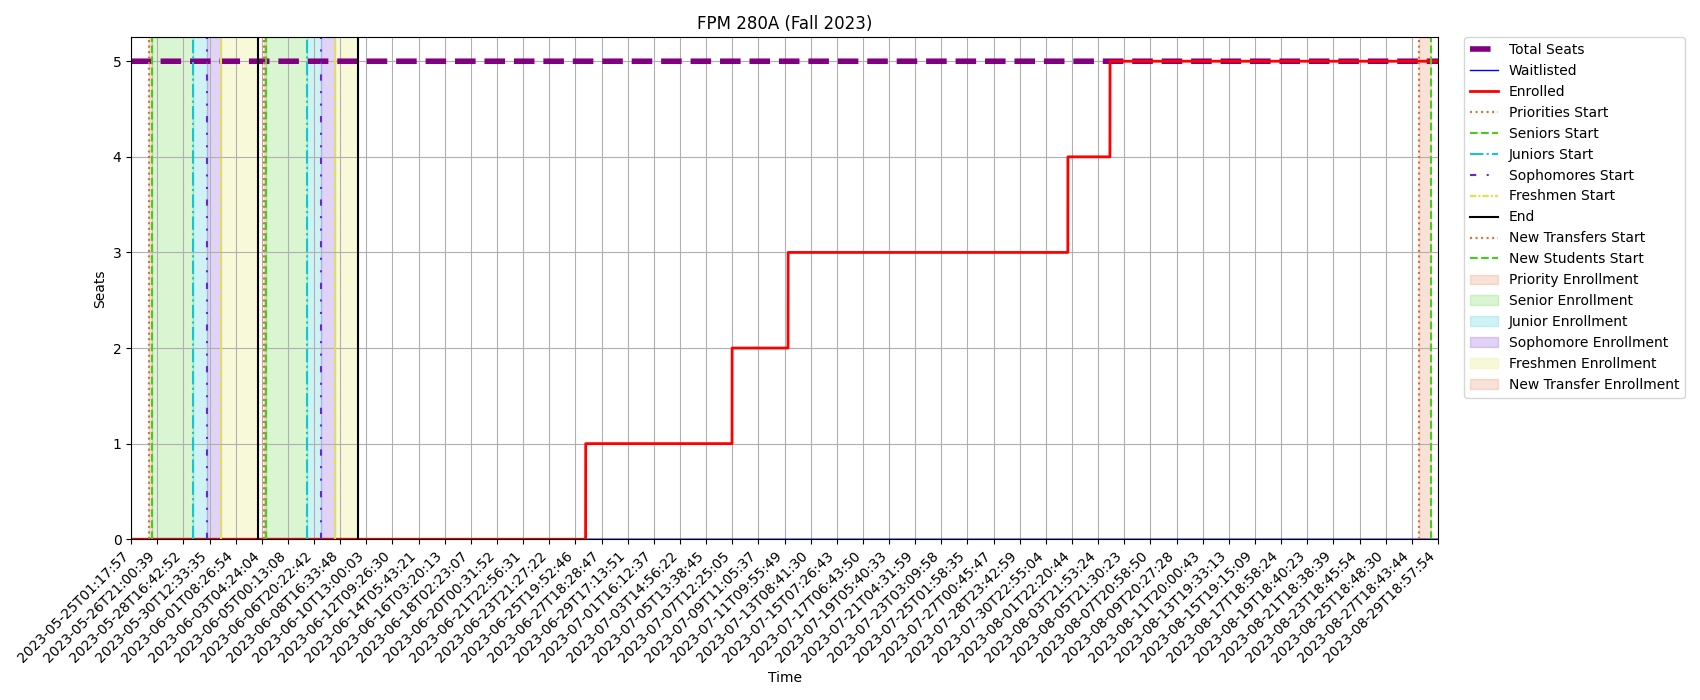 FPM 280A (Fall 2023)
Seats
5
4
3
2
1
0
2023-05-25T01:17:57
2023-05-26T21:00:39
2023-05-28T16:42:52
2023-05-30T12:33:35
2023-06-01T08:26:54
2023-06-03T04:24:04
2023-06-05T00:13:08
2023-06-06T20:22:42
2023-06-08T16:33:48
2023-06-10T13:00:03
2023-06-12T09:26:30
2023-06-14T05:43:21
2023-06-16T03:20:13
2023-06-18T02:23:07
2023-06-20T00:31:52
2023-06-21T22:56:31
2023-06-23T21:27:22
2023-06-25T19:52:46
2023-06-27T18:28:47
2023-06-29T17:13:51
2023-07-01T16:12:37
2023-07-03T14:56:22
2023-07-05T13:38:45
2023-07-07T12:25:05
2023-07-09T11:05:37
2023-07-11T09:55:49
2023-07-13T08:41:30
2023-07-15T07:26:43
2023-07-17T06:43:50
2023-07-19T05:40:33
2023-07-21T04:31:59
2023-07-23T03:09:58
2023-07-25T01:58:35
2023-07-27T00:45:47
2023-07-28T23:42:59
2023-07-30T22:55:04
2023-08-01T22:20:44
2023-08-03T21:53:24
2023-08-05T21:30:23
2023-08-07T20:58:50
2023-08-09T20:27:28
2023-08-11T20:00:43
2023-08-13T19:33:13
2023-08-15T19:15:09
2023-08-17T18:58:24
2023-08-19T18:40:23
2023-08-21T18:38:39
2023-08-23T18:45:54
2023-08-25T18:48:30
2023-08-27T18:43:44
2023-08-29T18:57:54
Time
Total Seats
Waitlisted
Enrolled
Priorities Start
Seniors Start
Juniors Start
Sophomores Start
Freshmen Start
End
New Transfers Start
New Students Start
Priority Enrollment
Senior Enrollment
Junior Enrollment
Sophomore Enrollment
Freshmen Enrollment
New Transfer Enrollment